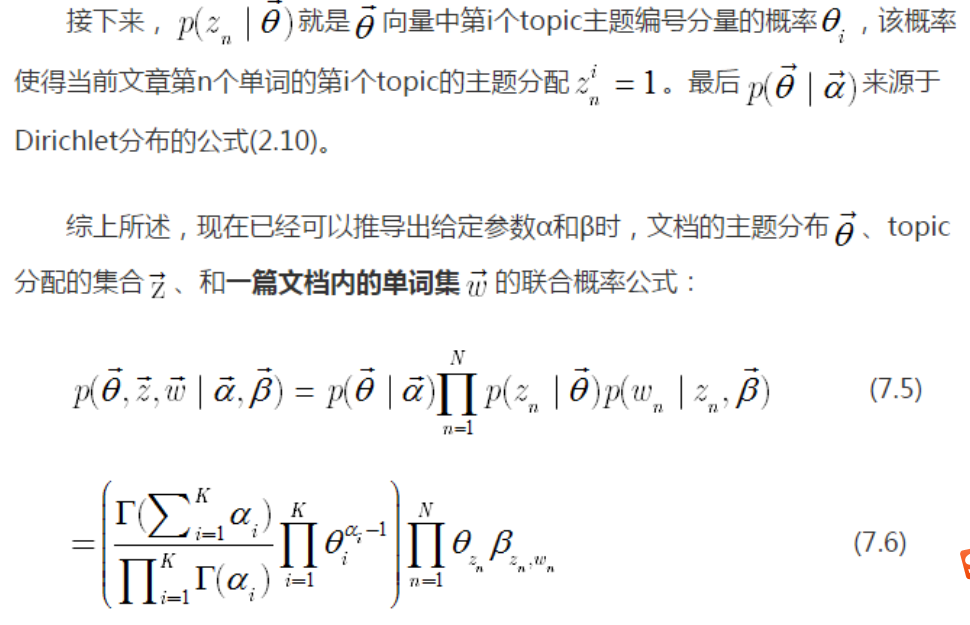 接下来，$p(z_n \mid \vec{\theta})$就是$\vec{\theta}$向量中第i个topic主题编号分量的概率$\theta_i$，该概率
使得当前文章第n个单词的第i个topic的主题分配$z_n^i = 1$。最后$p(\vec{\theta} \mid \vec{\alpha})$来源于
Dirichlet分布的公式(2.10)。
综上所述，现在已经可以推导出给定参数α和β时，文档的主题分布$\vec{\theta}$、topic
分配的集合$\vec{z}$、和一篇文档内的单词集$\vec{w}$的联合概率公式：
$p(\vec{\theta}, \vec{z}, \vec{w} \mid \vec{\alpha}, \vec{\beta}) = p(\vec{\theta} \mid \vec{\alpha}) \prod_{n=1}^{N} p(z_n \mid \vec{\theta}) p(w_n \mid z_n, \vec{\beta})$ (7.5)
$= \left( \frac{\Gamma(\sum_{i=1}^{K} \alpha_i)}{\prod_{i=1}^{K} \Gamma(\alpha_i)} \prod_{i=1}^{K} \theta_i^{\alpha_i - 1} \right) \prod_{n=1}^{N} \theta_{z_n} \beta_{z_n, w_n}$ (7.6)